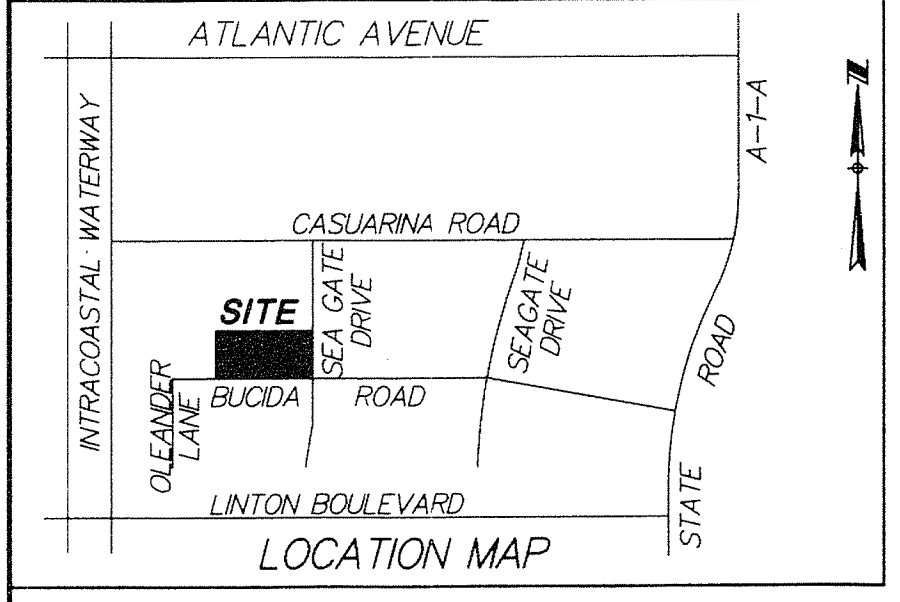 ATLANTIC AVENUE
N
A-1-A
INTRACOASTAL WATERWAY
CASUARINA ROAD
SEA GATE
DRIVE
SEAGATE
DRIVE
SITE
STATE ROAD
OLEANDER
LANE
BUCIDA ROAD
LINTON BOULEVARD
LOCATION MAP